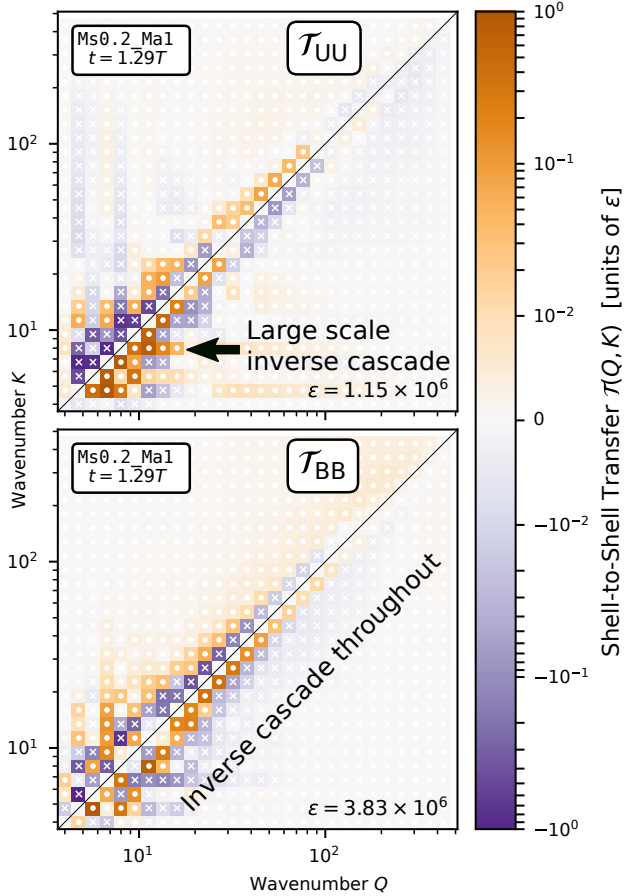 Ms0.2_Ma1
t = 1.29T
𝒯UU
10²
10¹
Large scale
inverse cascade
ε = 1.15 × 10⁶
Ms0.2_Ma1
t = 1.29T
𝒯BB
10²
10¹
Inverse cascade throughout
ε = 3.83 × 10⁶
10¹
10²
Wavenumber Q
Wavenumber K
10⁰
10⁻¹
10⁻²
0
−10⁻²
−10⁻¹
−10⁰
Shell-to-Shell Transfer 𝒯(Q, K) [units of ε]